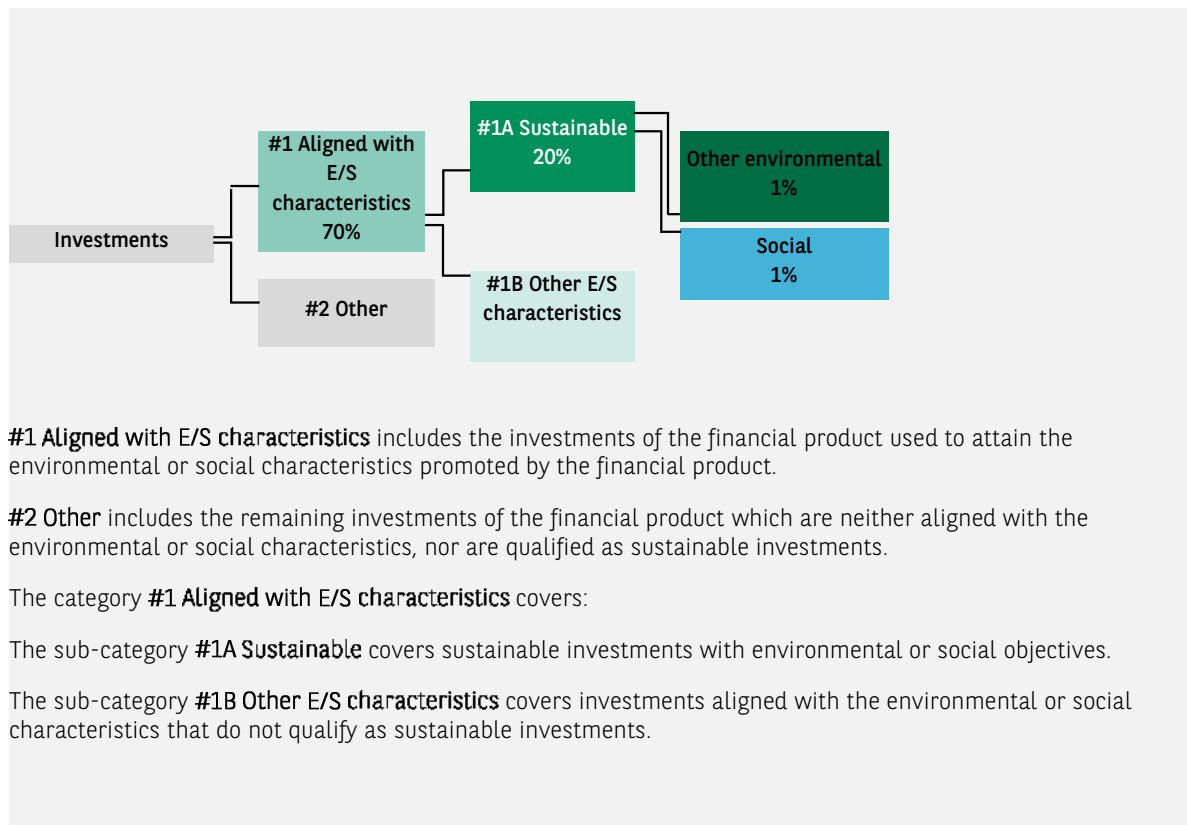 #1A Sustainable
20%
#1 Aligned with
E/S
characteristics
70%
Other environmental
1%
Investments
Social
1%
#1B Other E/S
characteristics
#2 Other
#1 Aligned with E/S characteristics includes the investments of the financial product used to attain the
environmental or social characteristics promoted by the financial product.
#2 Other includes the remaining investments of the financial product which are neither aligned with the
environmental or social characteristics, nor are qualified as sustainable investments.
The category #1 Aligned with E/S characteristics covers:
The sub-category #1A Sustainable covers sustainable investments with environmental or social objectives.
The sub-category #1B Other E/S characteristics covers investments aligned with the environmental or social
characteristics that do not qualify as sustainable investments.